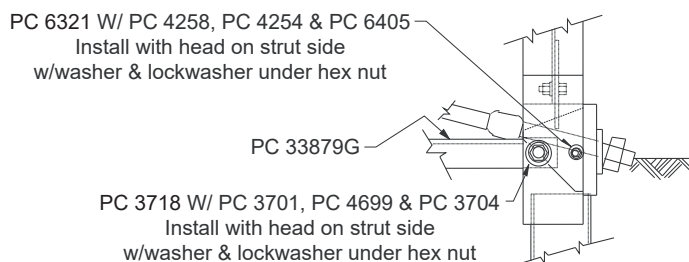 PC 6321 W/ PC 4258, PC 4254 & PC 6405
Install with head on strut side
w/washer & lockwasher under hex nut
PC 33879G
PC 3718 W/ PC 3701, PC 4699 & PC 3704
Install with head on strut side
w/washer & lockwasher under hex nut